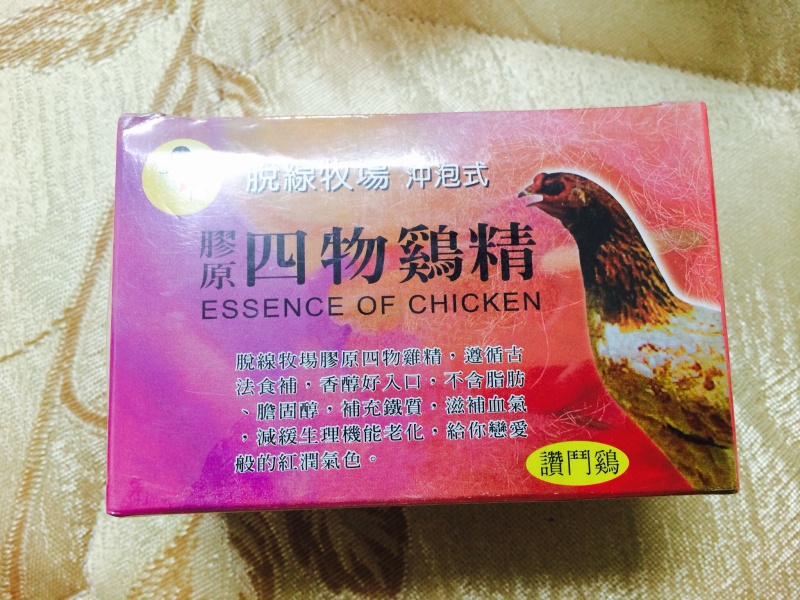 脫線牧場 沖泡式
膠原 四物鷄精
ESSENCE OF CHICKEN
脫線牧場膠原四物雞精，遵循古
法食補，香醇好入口，不含脂肪
、膽固醇，補充鐵質，滋補血氣
，減緩生理機能老化，給你戀愛
般的紅潤氣色。
讚鬥鷄